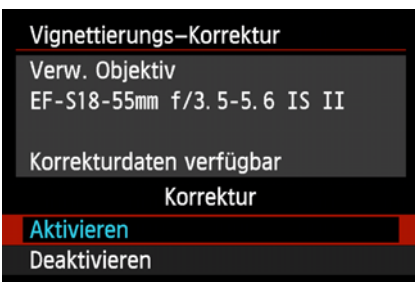 Vignettierungs-Korrektur
Verw. Objektiv
EF-S18-55mm f/3.5-5.6 IS II
Korrekturdaten verfügbar
Korrektur
Aktivieren
Deaktivieren